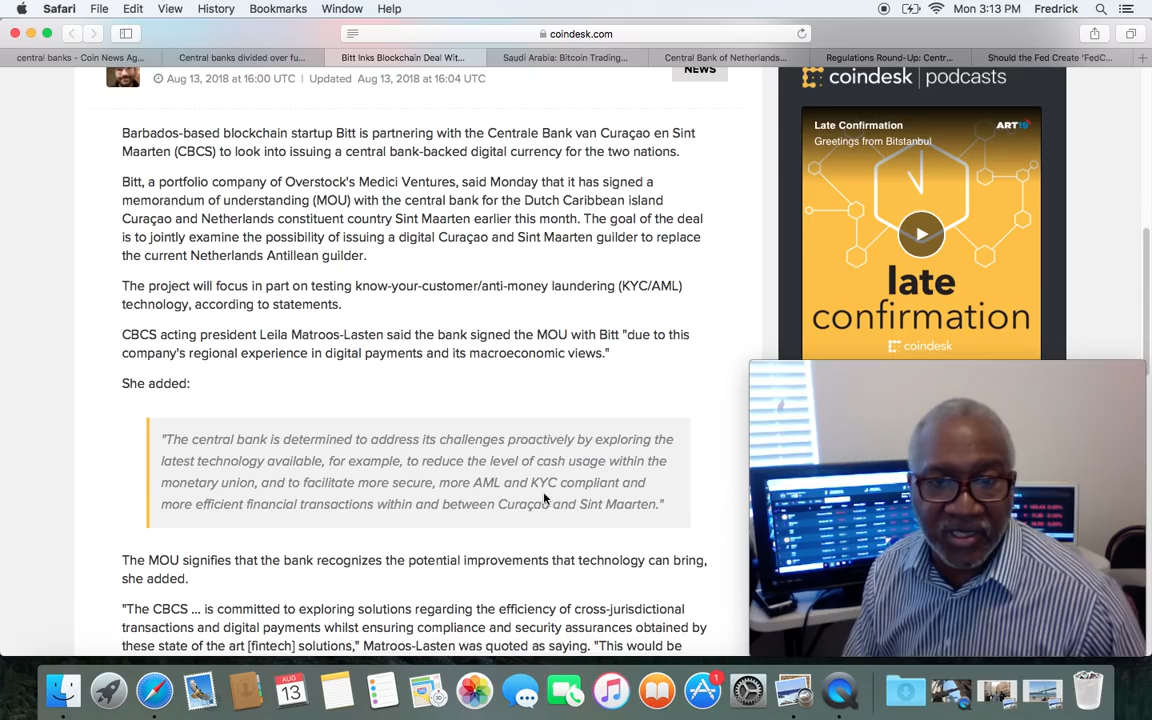 Safari File Edit View History Bookmarks Window Help Mon 3:13 PM Fredrick
coindesk.com
central banks - Coin News Ag...
Central banks divided over fu...
Bitt Inks Blockchain Deal Wit...
Saudi Arabia: Bitcoin Trading...
Central Bank of Netherlands...
Regulations Round-Up: Centr...
Should the Fed Create 'FedC...
Aug 13, 2018 at 16:00 UTC | Updated Aug 13, 2018 at 16:04 UTC
NEWS
Barbados-based blockchain startup Bitt is partnering with the Centrale Bank van Curaçao en Sint
Maarten (CBCS) to look into issuing a central bank-backed digital currency for the two nations.
Bitt, a portfolio company of Overstock's Medici Ventures, said Monday that it has signed a
memorandum of understanding (MOU) with the central bank for the Dutch Caribbean island
Curaçao and Netherlands constituent country Sint Maarten earlier this month. The goal of the deal
is to jointly examine the possibility of issuing a digital Curaçao and Sint Maarten guilder to replace
the current Netherlands Antillean guilder.
The project will focus in part on testing know-your-customer/anti-money laundering (KYC/AML)
technology, according to statements.
CBCS acting president Leila Matroos-Lasten said the bank signed the MOU with Bitt "due to this
company's regional experience in digital payments and its macroeconomic views."
She added:
"The central bank is determined to address its challenges proactively by exploring the
latest technology available, for example, to reduce the level of cash usage within the
monetary union, and to facilitate more secure, more AML and KYC compliant and
more efficient financial transactions within and between Curaçao and Sint Maarten."
The MOU signifies that the bank recognizes the potential improvements that technology can bring,
she added.
"The CBCS ... is committed to exploring solutions regarding the efficiency of cross-jurisdictional
transactions and digital payments whilst ensuring compliance and security assurances obtained by
these state of the art [fintech] solutions," Matroos-Lasten was quoted as saying. "This would be
coindesk | podcasts
Late Confirmation
Greetings from Bitstanbul
ART19
late
confirmation
coindesk
AUG
13
1